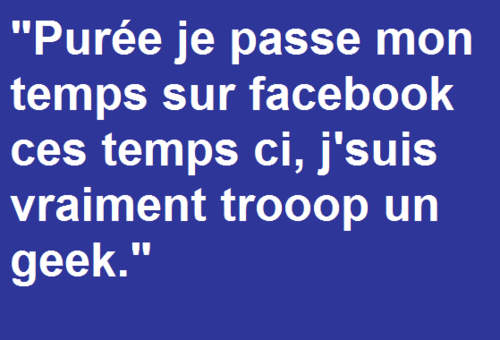 "Purée je passe mon
temps sur facebook
ces temps ci, j'suis
vraiment trooop un
geek."